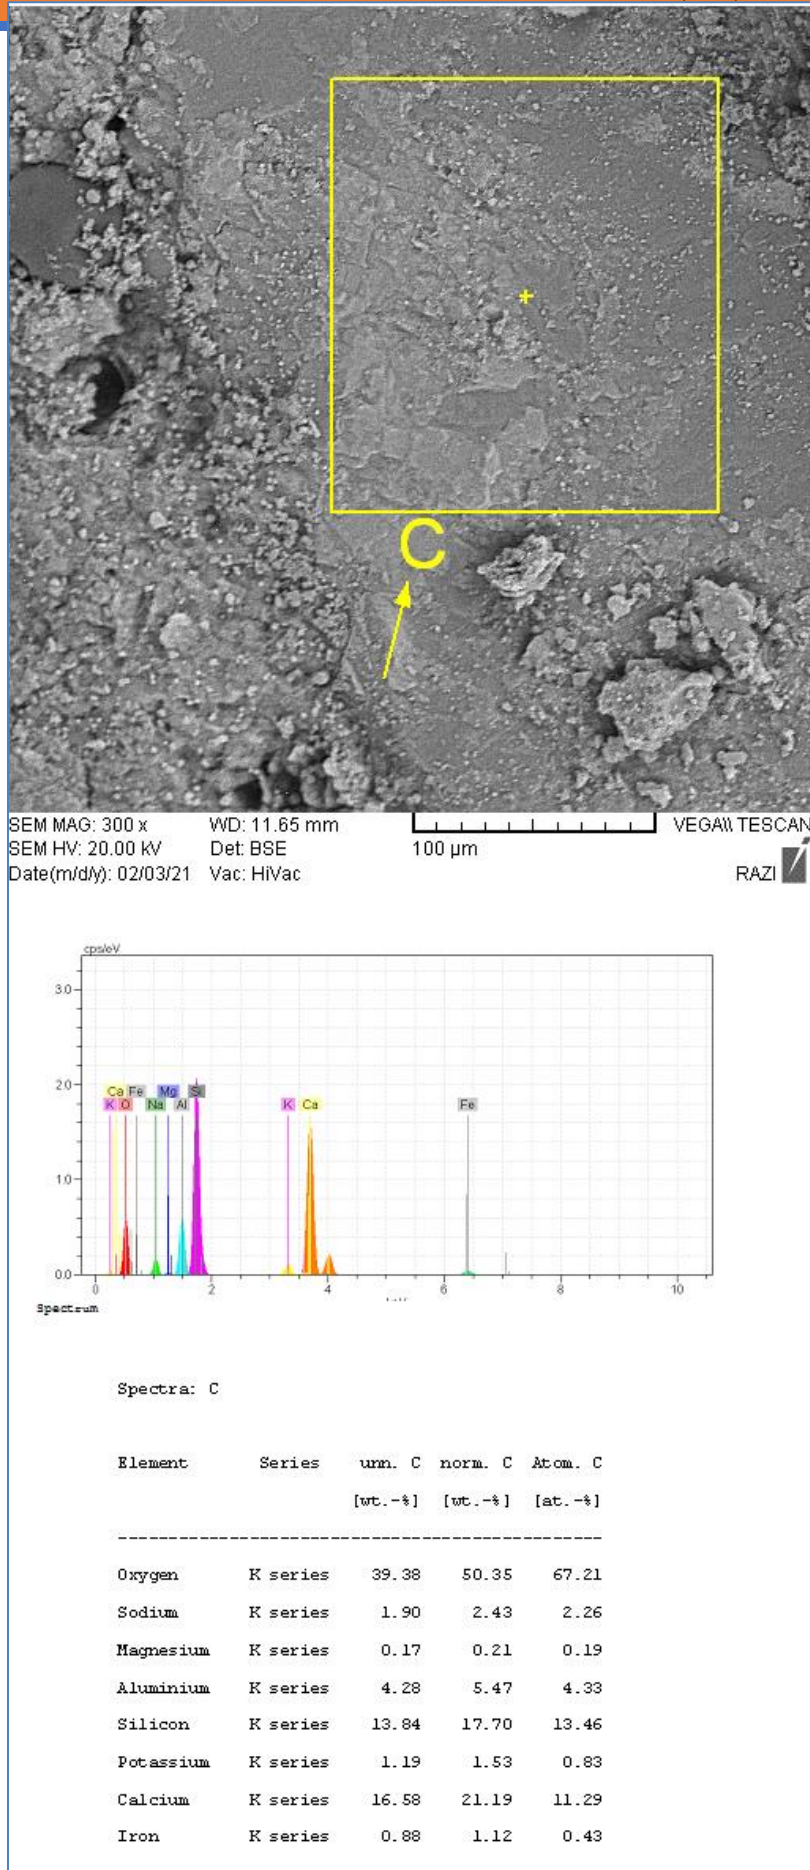 C
SEM MAG: 300 x WD: 11.65 mm VEGA\\ TESCAN
SEM HV: 20.00 kV Det: BSE 100 µm
Date(m/d/y): 02/03/21 Vac: HiVac RAZI
cps/eV
3.0
2.0
1.0
0.0
Ca Fe Mg Si
K O Na Al K Ca Fe
0 2 4 6 8 10
Spectrum
Spectra: C
Element Series unn. C norm. C Atom. C
[wt.-%] [wt.-%] [at.-%]
-----------------------------------------------
Oxygen K series 39.38 50.35 67.21
Sodium K series 1.90 2.43 2.26
Magnesium K series 0.17 0.21 0.19
Aluminium K series 4.28 5.47 4.33
Silicon K series 13.84 17.70 13.46
Potassium K series 1.19 1.53 0.83
Calcium K series 16.58 21.19 11.29
Iron K series 0.88 1.12 0.43